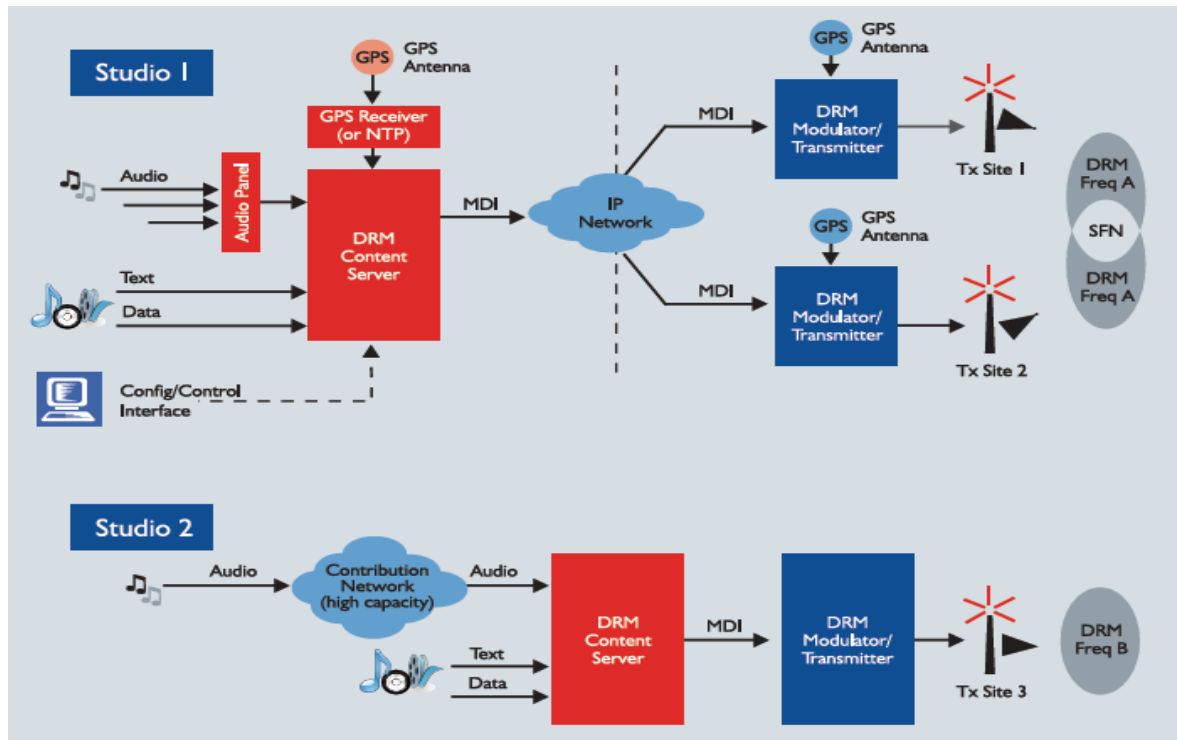 Studio 1
GPS
GPS
Antenna
GPS Receiver
(or NTP)
Audio
Audio Panel
DRM
Content
Server
Text
Data
Config/Control
Interface
MDI
IP
Network
MDI
GPS
GPS
Antenna
DRM
Modulator/
Transmitter
Tx Site 1
MDI
GPS
GPS
Antenna
DRM
Modulator/
Transmitter
Tx Site 2
DRM
Freq A
SFN
DRM
Freq A
Studio 2
Audio
Contribution
Network
(high capacity)
Audio
Text
Data
DRM
Content
Server
MDI
DRM
Modulator/
Transmitter
Tx Site 3
DRM
Freq B